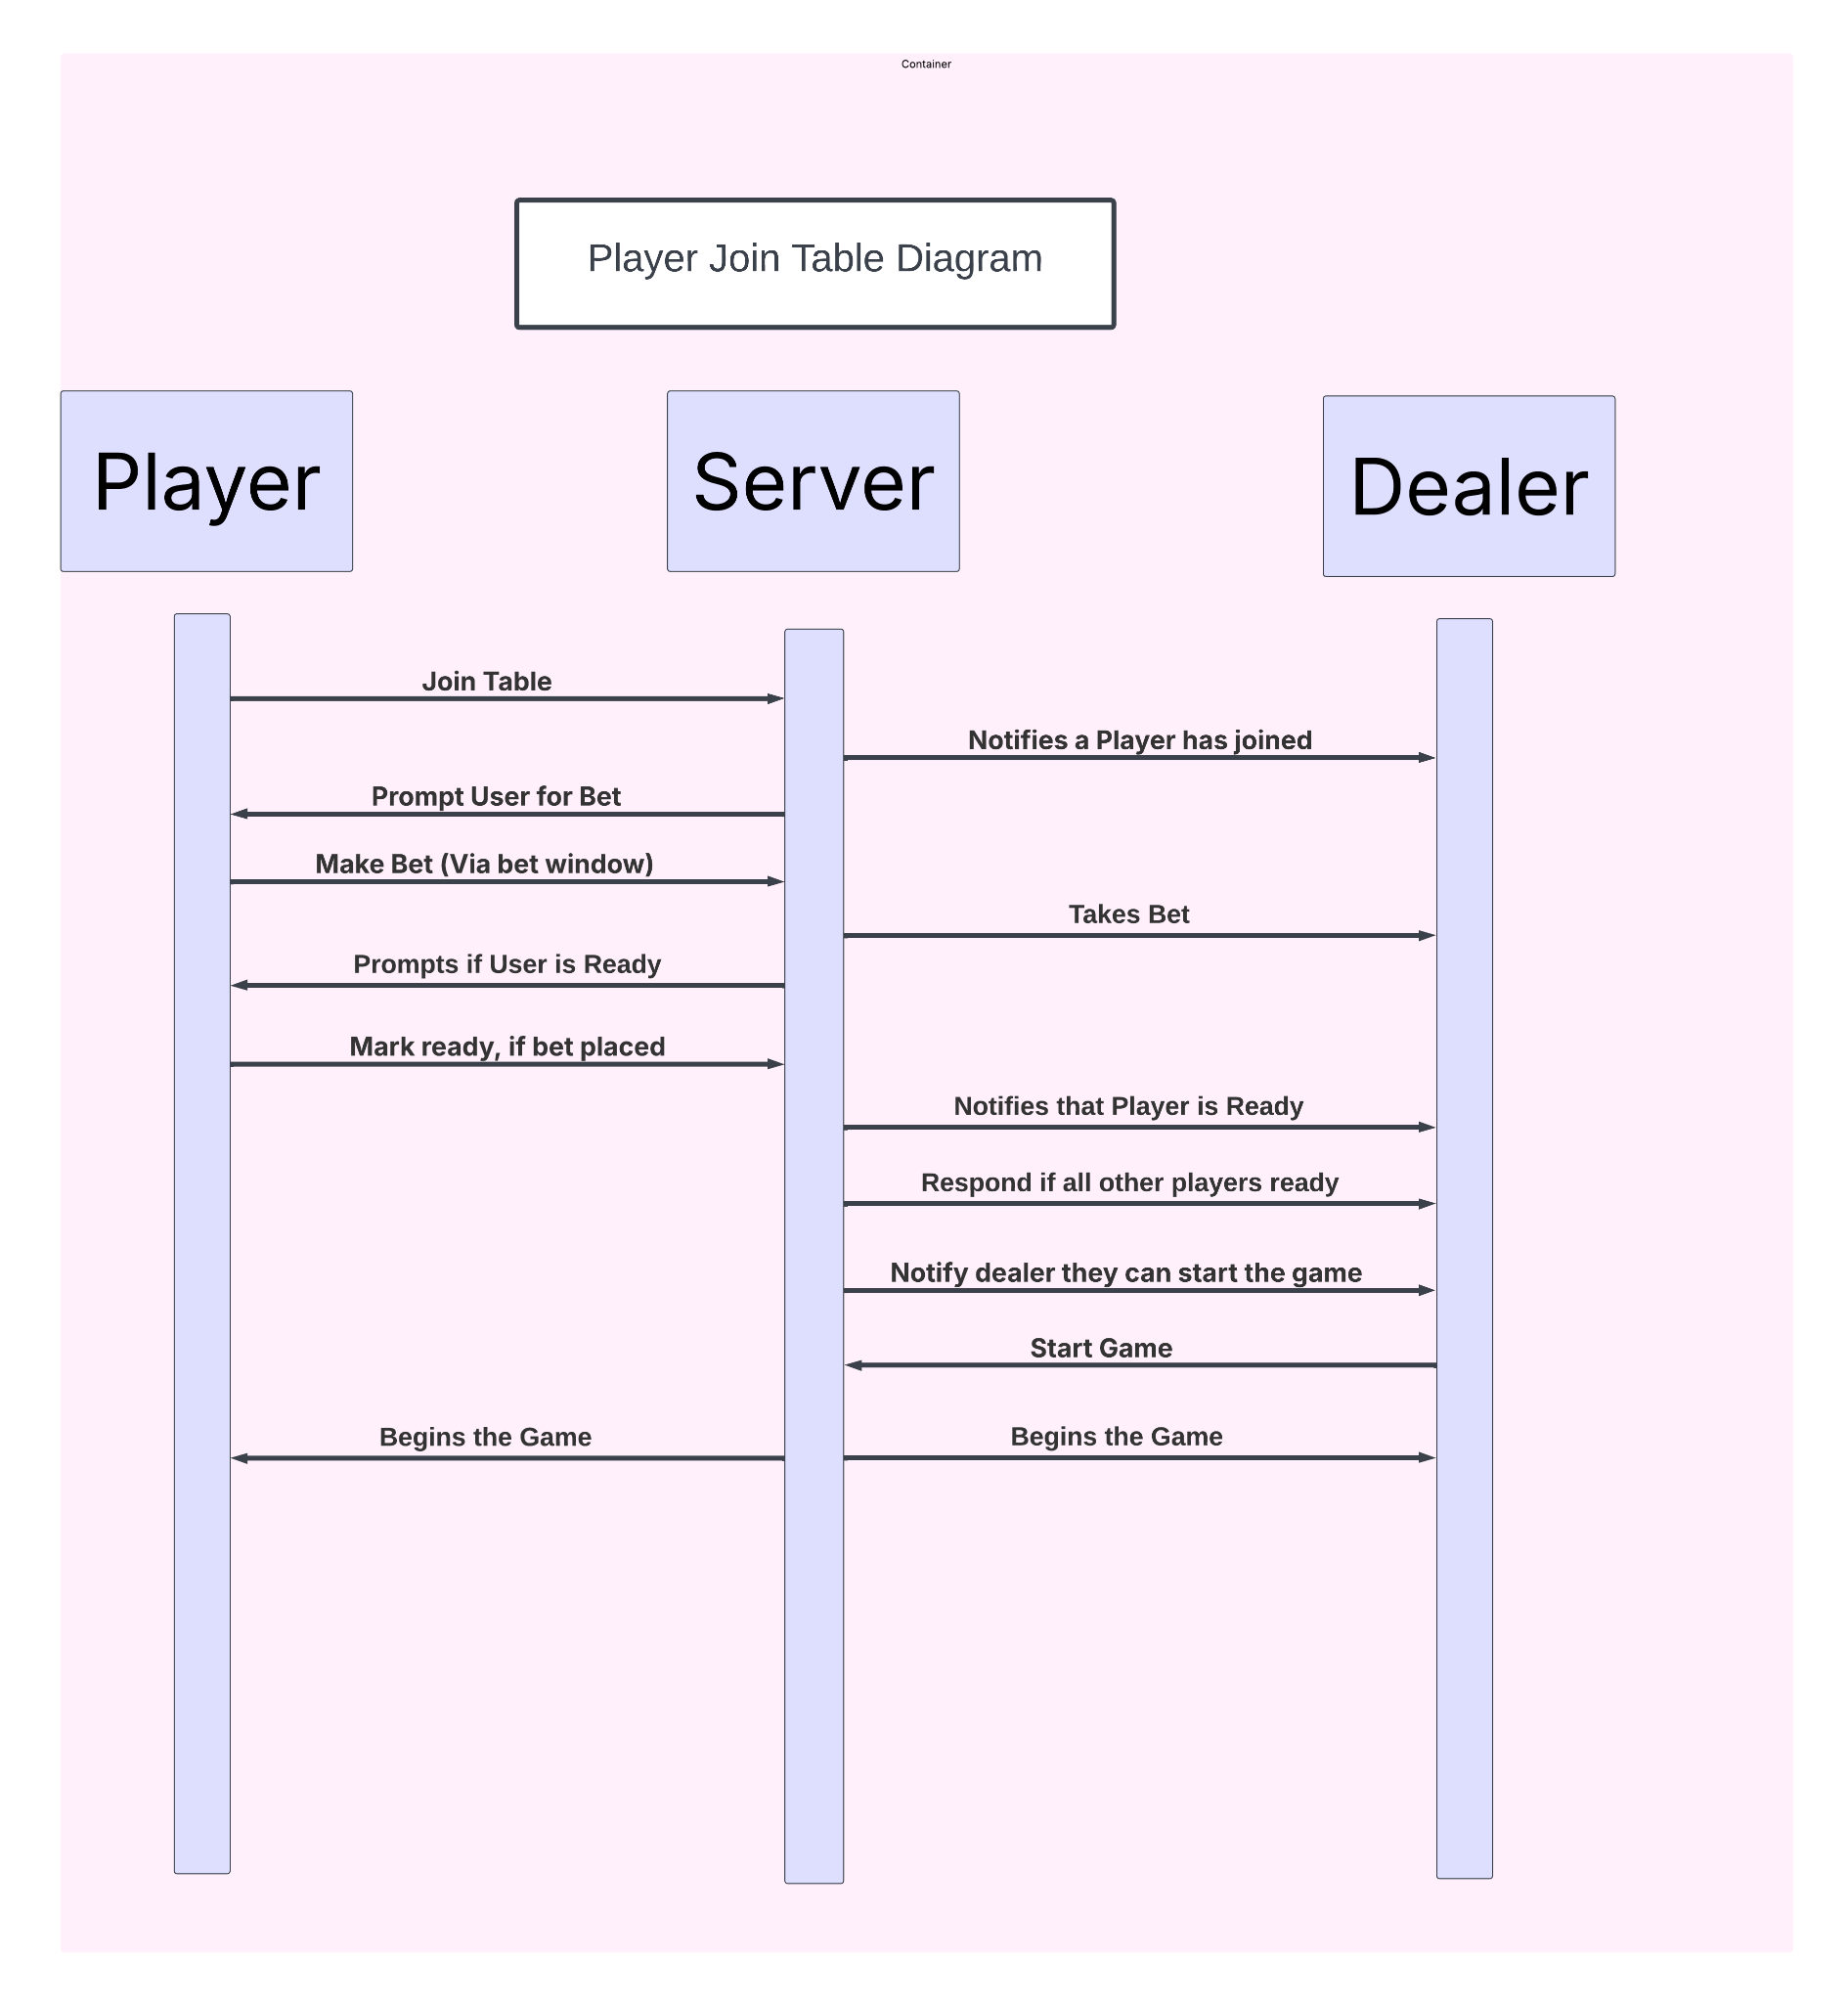 Container
Player Join Table Diagram
Player
Server
Dealer
Join Table
Notifies a Player has joined
Prompt User for Bet
Make Bet (Via bet window)
Takes Bet
Prompts if User is Ready
Mark ready, if bet placed
Notifies that Player is Ready
Respond if all other players ready
Notify dealer they can start the game
Start Game
Begins the Game
Begins the Game